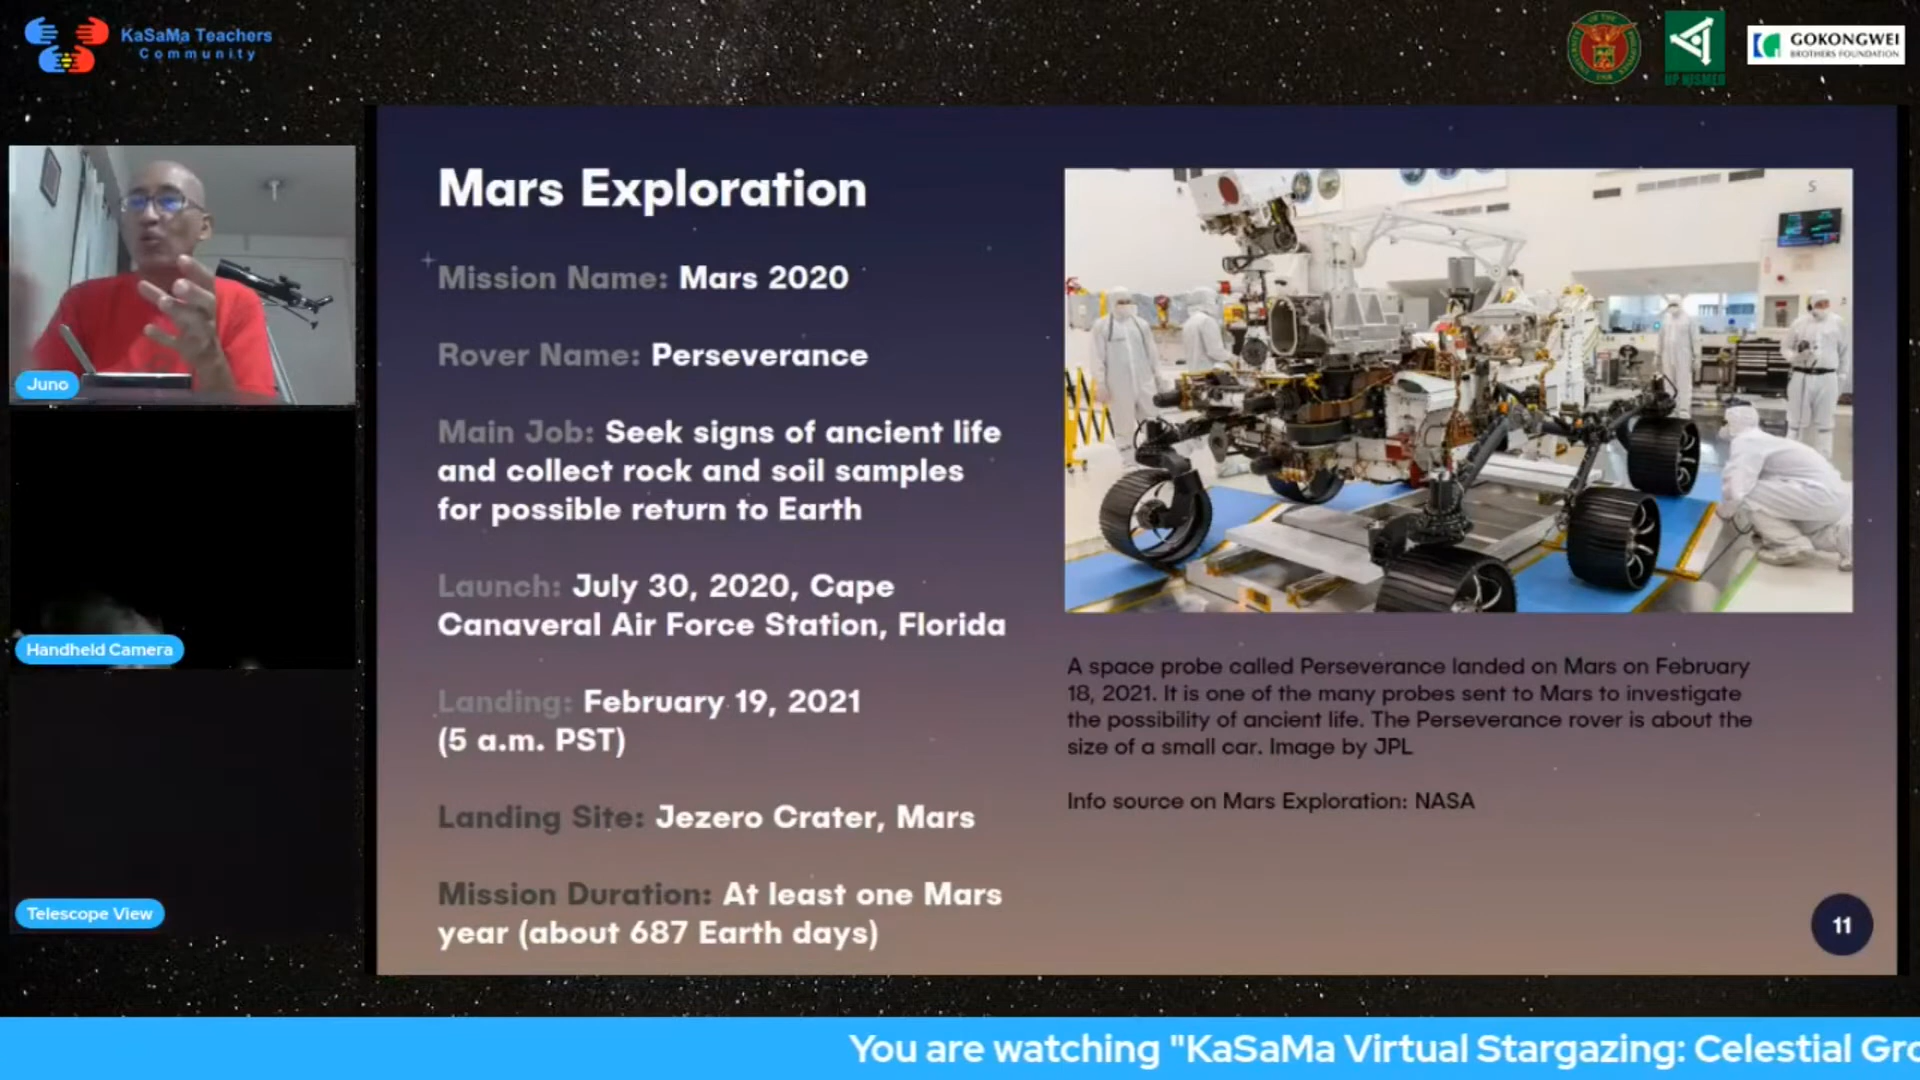 KaSaMa Teachers
Community
UP NISMED
GOKONGWEI
BROTHERS FOUNDATION
Juno
Handheld Camera
Telescope View
Mars Exploration
Mission Name: Mars 2020
Rover Name: Perseverance
Main Job: Seek signs of ancient life
and collect rock and soil samples
for possible return to Earth
Launch: July 30, 2020, Cape
Canaveral Air Force Station, Florida
Landing: February 19, 2021
(5 a.m. PST)
Landing Site: Jezero Crater, Mars
Mission Duration: At least one Mars
year (about 687 Earth days)
A space probe called Perseverance landed on Mars on February
18, 2021. It is one of the many probes sent to Mars to investigate
the possibility of ancient life. The Perseverance rover is about the
size of a small car. Image by JPL
Info source on Mars Exploration: NASA
11
You are watching "KaSaMa Virtual Stargazing: Celestial Gro